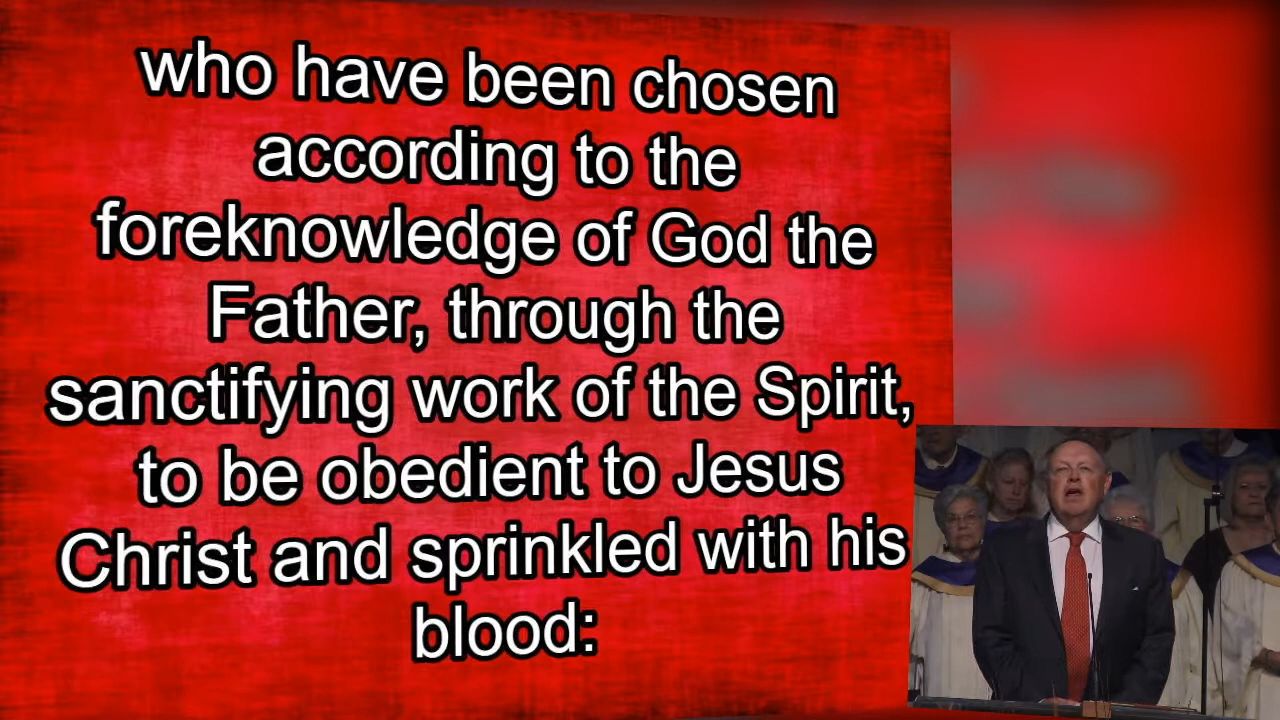 who have been chosen
according to the
foreknowledge of God the
Father, through the
sanctifying work of the Spirit,
to be obedient to Jesus
Christ and sprinkled with his
blood: